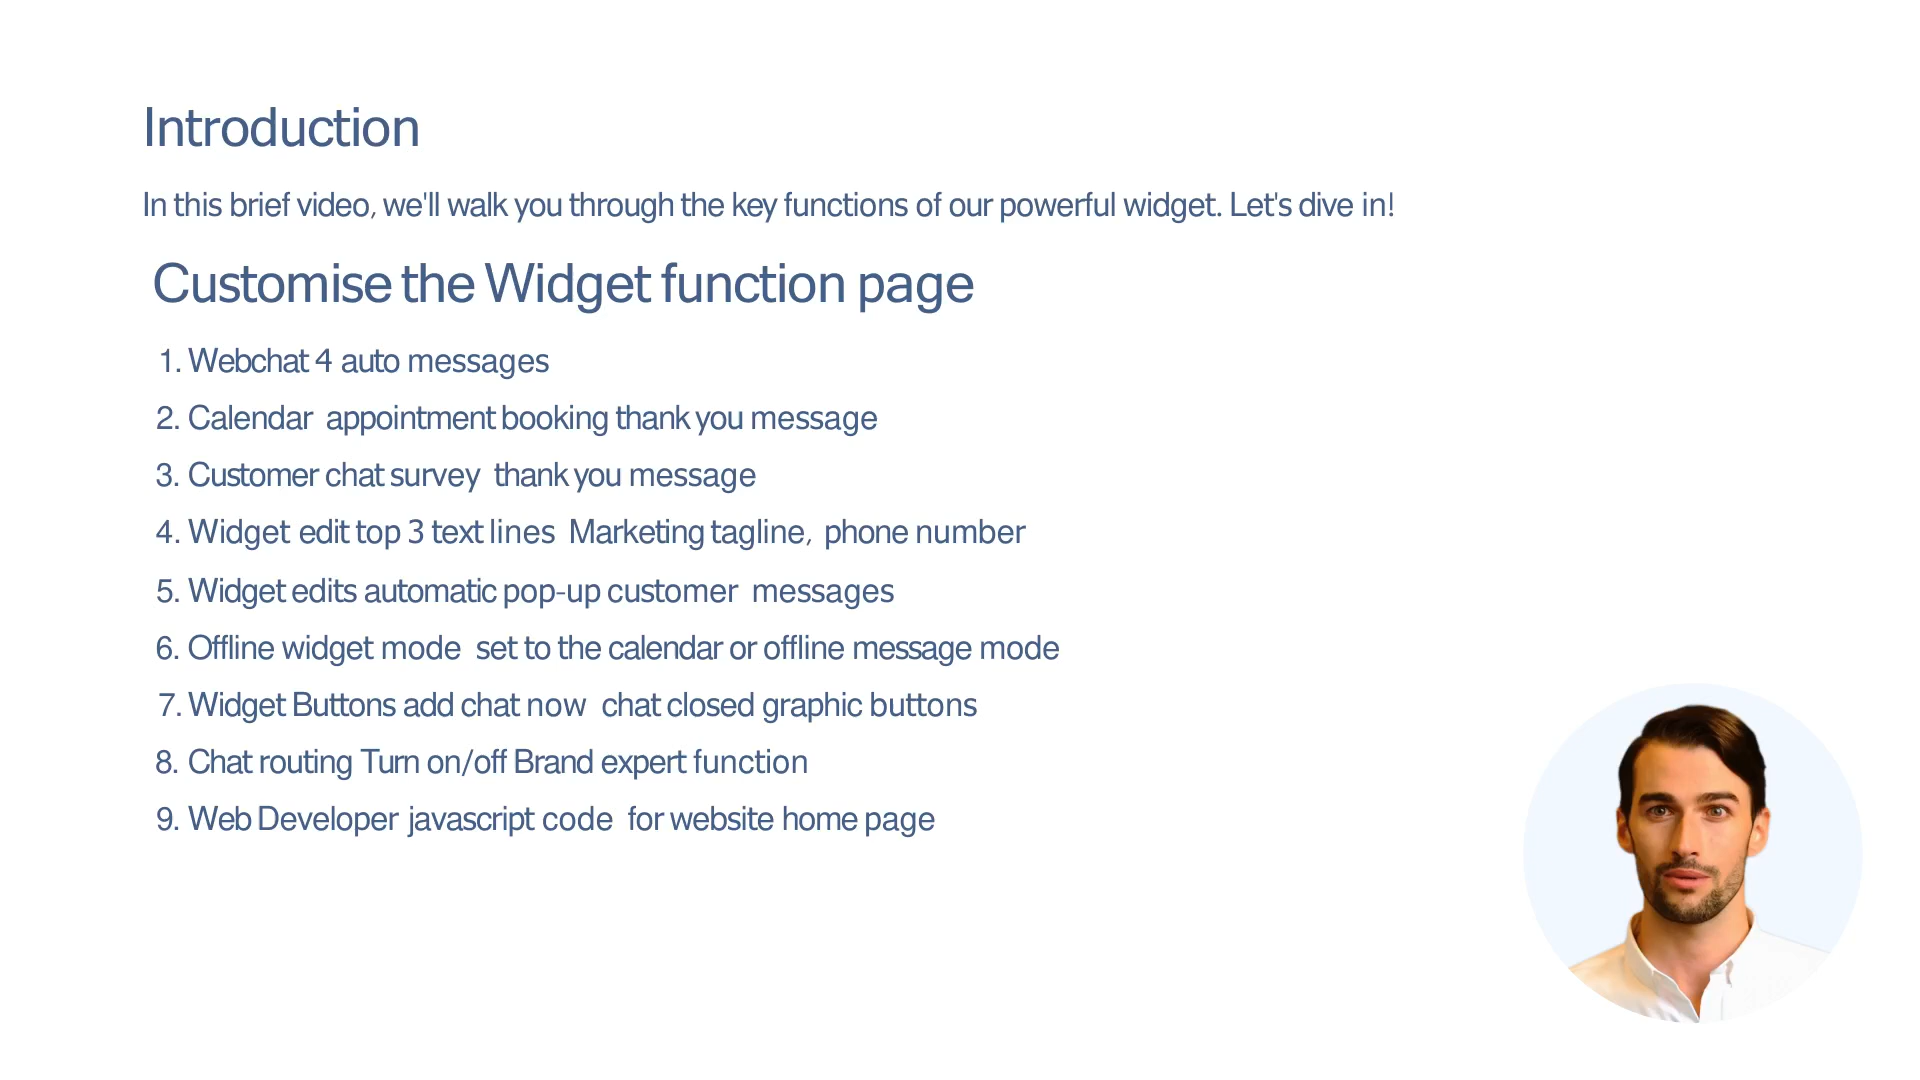 Introduction
In this brief video, we'll walk you through the key functions of our powerful widget. Let's dive in!
Customise the Widget function page
1. Webchat 4 auto messages
2. Calendar appointment booking thank you message
3. Customer chat survey thank you message
4. Widget edit top 3 text lines Marketing tagline, phone number
5. Widget edits automatic pop-up customer messages
6. Offline widget mode set to the calendar or offline message mode
7. Widget Buttons add chat now chat closed graphic buttons
8. Chat routing Turn on/off Brand expert function
9. Web Developer javascript code for website home page